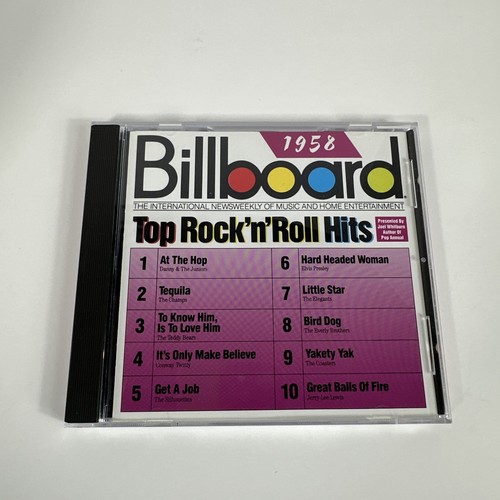 1958
Billboard
THE INTERNATIONAL NEWSWEEKLY OF MUSIC AND HOME ENTERTAINMENT
Top Rock'n'Roll Hits
Presented By
Joel Whitburn
Author Of
Pop Annual
1 At The Hop
Danny & The Juniors
2 Tequila
The Champs
3 To Know Him,
Is To Love Him
The Teddy Bears
4 It's Only Make Believe
Conway Twitty
5 Get A Job
The Silhouettes
6 Hard Headed Woman
Elvis Presley
7 Little Star
The Elegants
8 Bird Dog
The Everly Brothers
9 Yakety Yak
The Coasters
10 Great Balls Of Fire
Jerry Lee Lewis